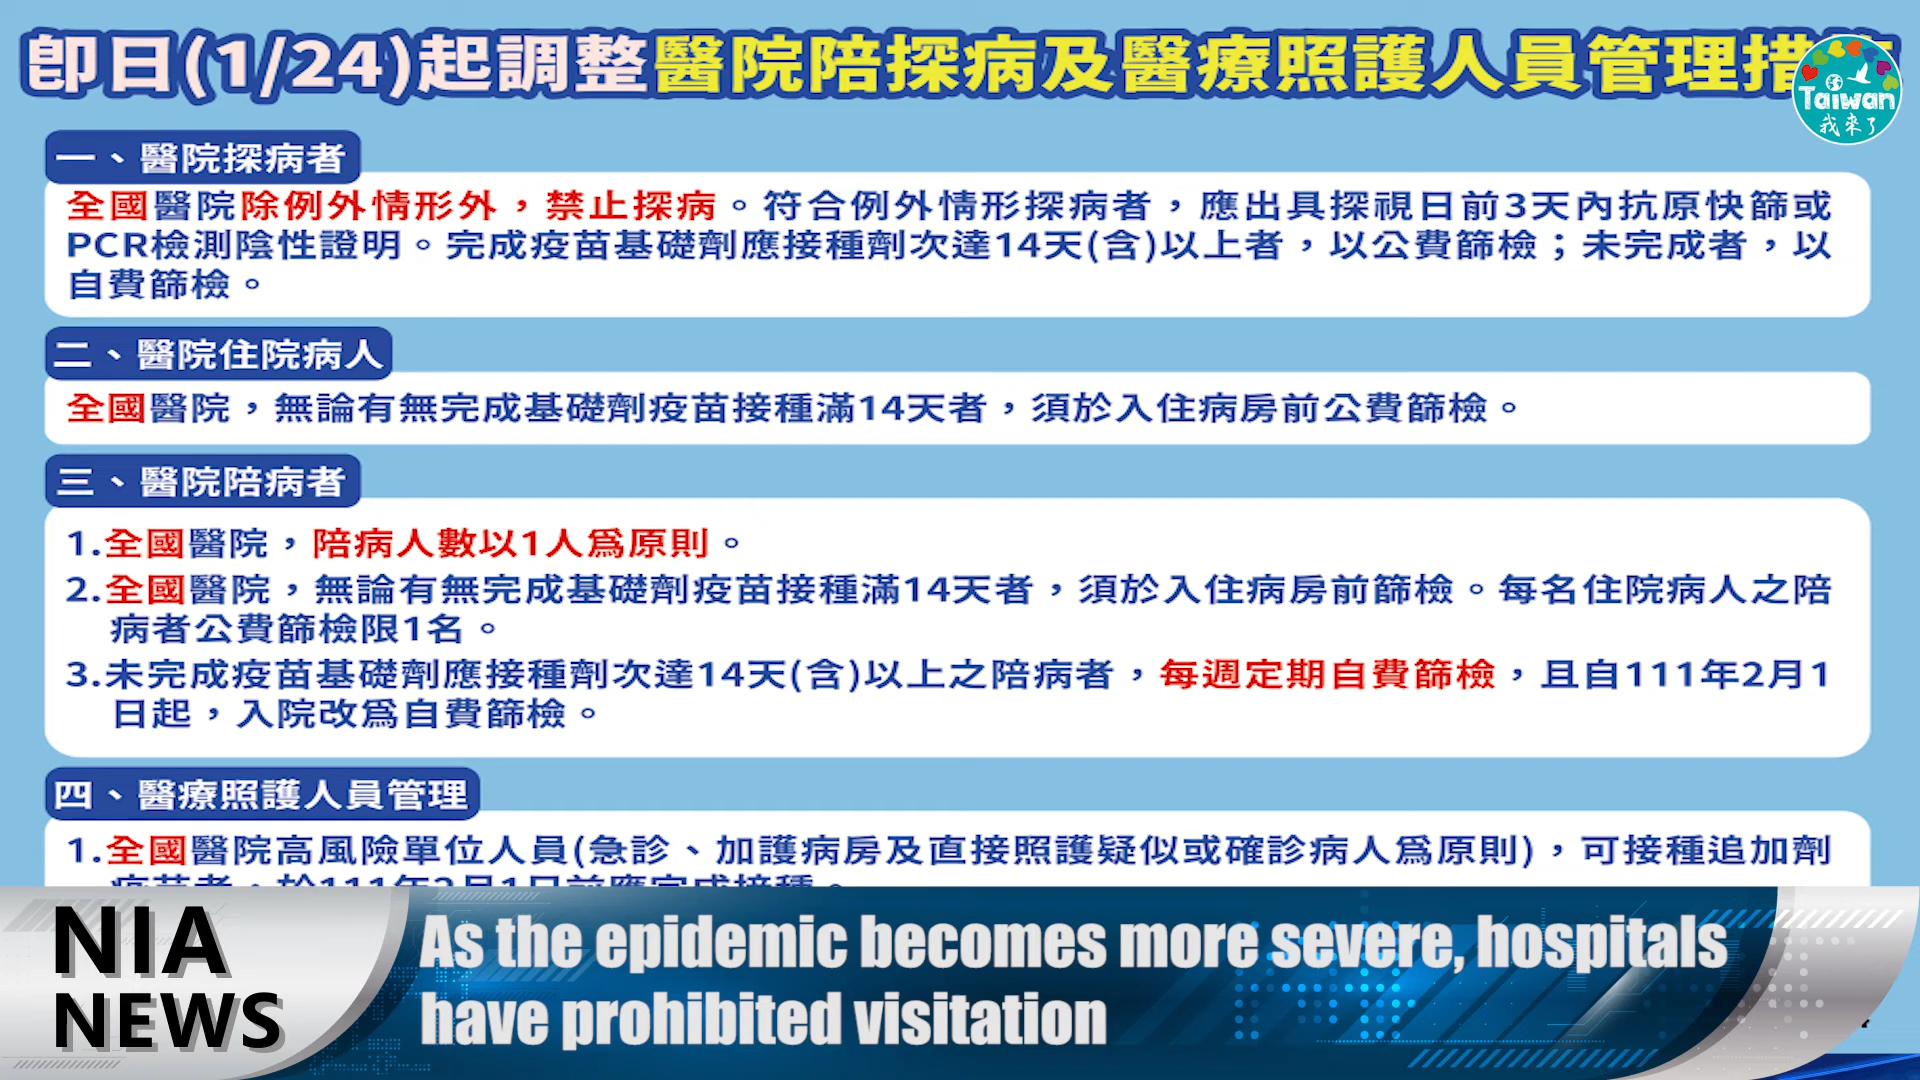 即日(1/24)起調整醫院陪探病及醫療照護人員管理措
Taiwan
我來了
一、醫院探病者
全國醫院除例外情形外，禁止探病。符合例外情形探病者，應出具探視日前3天內抗原快篩或
PCR檢測陰性證明。完成疫苗基礎劑應接種劑次達14天(含)以上者，以公費篩檢；未完成者，以
自費篩檢。
二、醫院住院病人
全國醫院，無論有無完成基礎劑疫苗接種滿14天者，須於入住病房前公費篩檢。
三、醫院陪病者
1.全國醫院，陪病人數以1人爲原則。
2.全國醫院，無論有無完成基礎劑疫苗接種滿14天者，須於入住病房前篩檢。每名住院病人之陪
病者公費篩檢限1名。
3.未完成疫苗基礎劑應接種劑次達14天(含)以上之陪病者，每週定期自費篩檢，且自111年2月1
日起，入院改爲自費篩檢。
四、醫療照護人員管理
1.全國醫院高風險單位人員(急診、加護病房及直接照護疑似或確診病人爲原則)，可接種追加劑
NIA
NEWS
As the epidemic becomes more severe, hospitals
have prohibited visitation